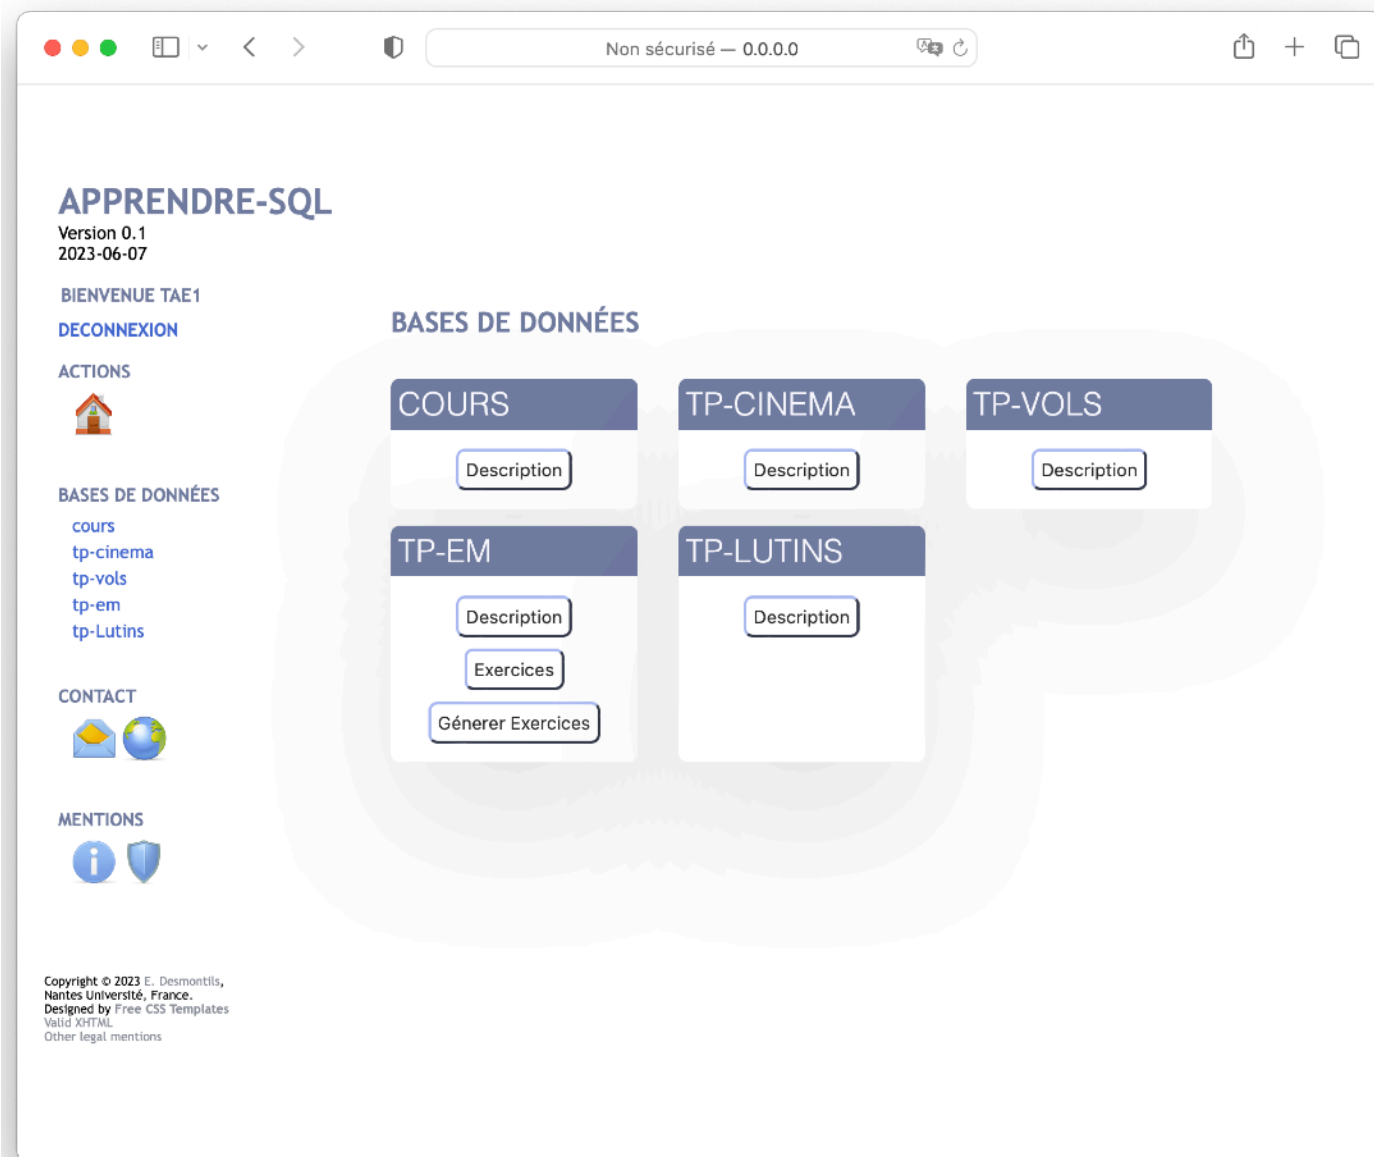 Non sécurisé — 0.0.0.0
APPRENDRE-SQL
Version 0.1
2023-06-07
BIENVENUE TAE1
DECONNEXION
ACTIONS
BASES DE DONNÉES
cours
tp-cinema
tp-vols
tp-em
tp-Lutins
CONTACT
MENTIONS
Copyright © 2023 E. Desmontils,
Nantes Université, France.
Designed by Free CSS Templates
Valid XHTML
Other legal mentions
BASES DE DONNÉES
COURS
Description
TP-CINEMA
Description
TP-VOLS
Description
TP-EM
Description
Exercices
Génerer Exercices
TP-LUTINS
Description